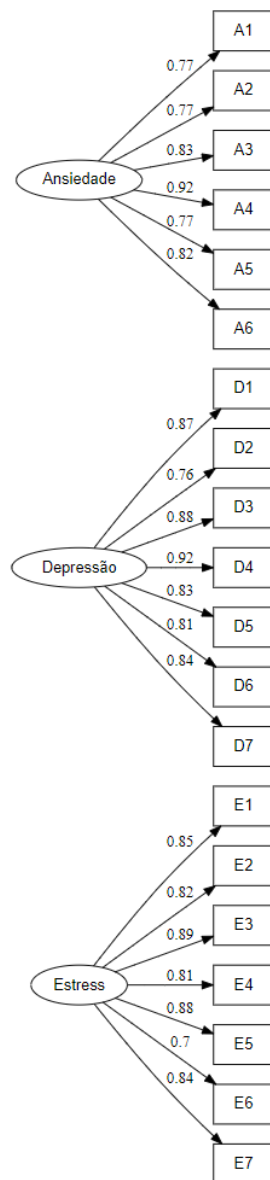 A1
0.77
A2
0.77
0.83
A3
Ansiedade
0.92
A4
0.77
A5
0.82
A6
D1
0.87
D2
0.76
0.88
D3
Depressão
0.92
D4
0.83
D5
0.81
D6
0.84
D7
E1
0.85
E2
0.82
0.89
E3
Estress
0.81
E4
0.88
E5
0.7
E6
0.84
E7